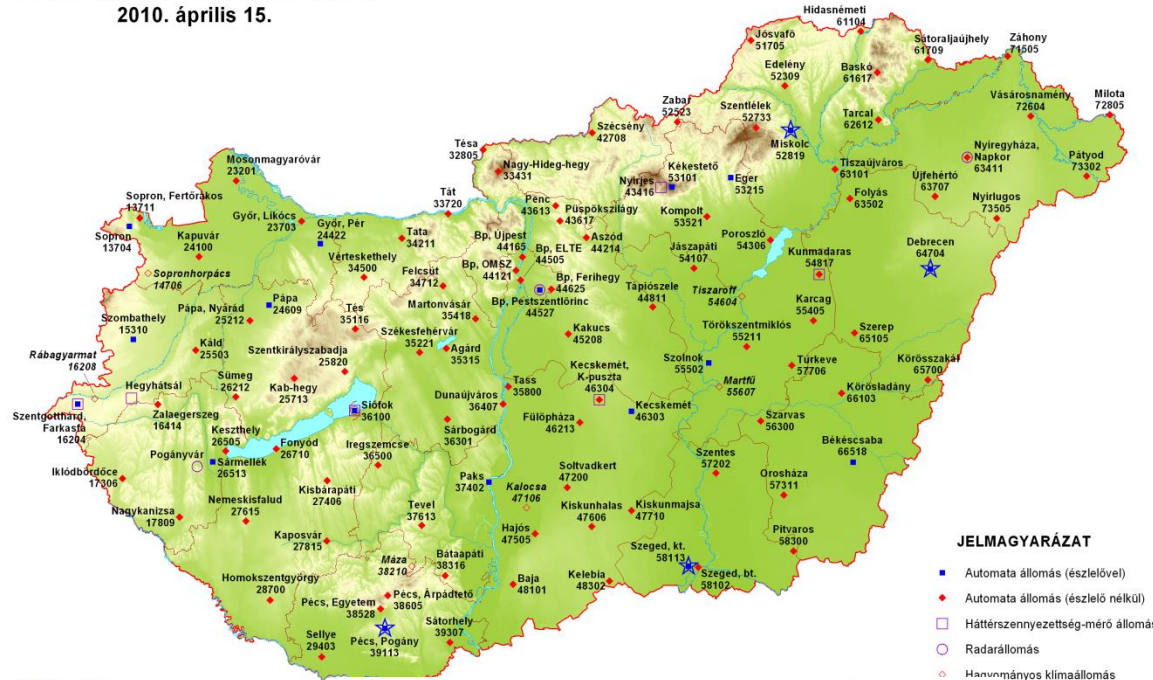 2010. április 15.
Hidasnémeti
61104
Jósvafő
51705
Sátoraljaújhely
61709
Záhony
71505
Edelény
52309
Baskó
61617
Zabar
52523
Szentlélek
52733
Vásárosnamény
72604
Milota
72805
Szécsény
42708
Tarcal
62612
Miskolc
52819
Tésa
32805
Nyíregyháza,
Napkor
63411
Mosonmagyaróvár
23201
Nagy-Hideg-hegy
33431
Kékestető
53101
Nyírjes
43416
Eger
53215
Tiszaújváros
63101
Újfehértó
63707
Pátyod
73302
Sopron, Fertőrákos
13711
Tát
33720
Penc
43613
Püspökszilágy
43617
Folyás
63502
Nyírlugos
73505
Győr, Likócs
23703
Győr, Pér
24422
Kompolt
53521
Sopron
13704
Kapuvár
24100
Tata
34211
Bp, Újpest
44165
Aszód
44214
Poroszló
54306
Debrecen
64704
Bp, ELTE
44505
Jászapáti
54107
Kunmadaras
54817
Sopronhorpács
14706
Vérteskethely
34500
Felcsút
34712
Bp, OMSZ
44121
Bp, Ferihegy
44625
Tápiószele
44811
Tiszaroff
54604
Pápa
24609
Bp, Pestszentlőrinc
44527
Pápa, Nyárád
25212
Tés
35116
Martonvásár
35418
Karcag
55405
Szombathely
15310
Székesfehérvár
35221
Kakucs
45208
Törökszentmiklós
55211
Szerep
65105
Káld
25503
Szentkirályszabadja
25820
Agárd
35315
Rábagyarmat
16208
Szolnok
55502
Túrkeve
57706
Körösszakál
65700
Sümeg
26212
Kab-hegy
25713
Kecskemét,
K-puszta
46304
Hegyhátsál
Tass
35800
Martfű
55607
Körösladány
66103
Szentgotthárd,
Farkasfa
16204
Zalaegerszeg
16414
Siófok
36100
Dunaújváros
36407
Fülöpháza
46213
Kecskemét
46303
Szarvas
56300
Keszthely
26505
Fonyód
26710
Sárbogárd
36301
Békéscsaba
66518
Pogányvár
Sármellék
26513
Iregszemcse
36500
Szentes
57202
Iklódbördőce
17306
Paks
37402
Soltvadkert
47200
Kalocsa
47106
Orosháza
57311
Kisbárapáti
27406
Nemeskisfalud
27615
Nagykanizsa
17809
Tevel
37613
Kiskunhalas
47606
Kiskunmajsa
47710
Hajós
47505
Pitvaros
58300
Kaposvár
27815
Máza
38210
Bátaapáti
38316
Szeged, kt.
58113
Szeged, bt.
58102
Homokszentgyörgy
28700
Baja
48101
Kelebia
48302
Pécs, Árpádtető
38605
Pécs, Egyetem
38528
Sátorhely
39307
Pécs, Pogány
39113
Sellye
29403
JELMAGYARÁZAT
Automata állomás (észlelővel)
Automata állomás (észlelő nélkül)
Háttérszennyezettség-mérő állomás
Radarállomás
Hagyományos klímaállomás